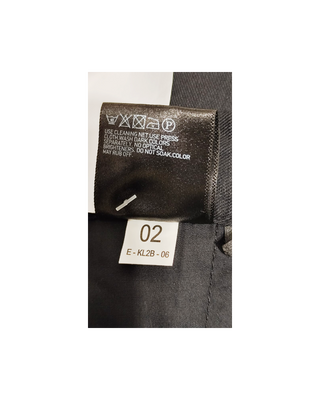 USE CLEANING NET.USE PRESS
CLOTH.WASH DARK COLORS
SEPARATELY. NO OPTICAL
BRIGHTENERS. DO NOT SOAK.COLOR
MAY RUB OFF.
02
E - KL2B - 06